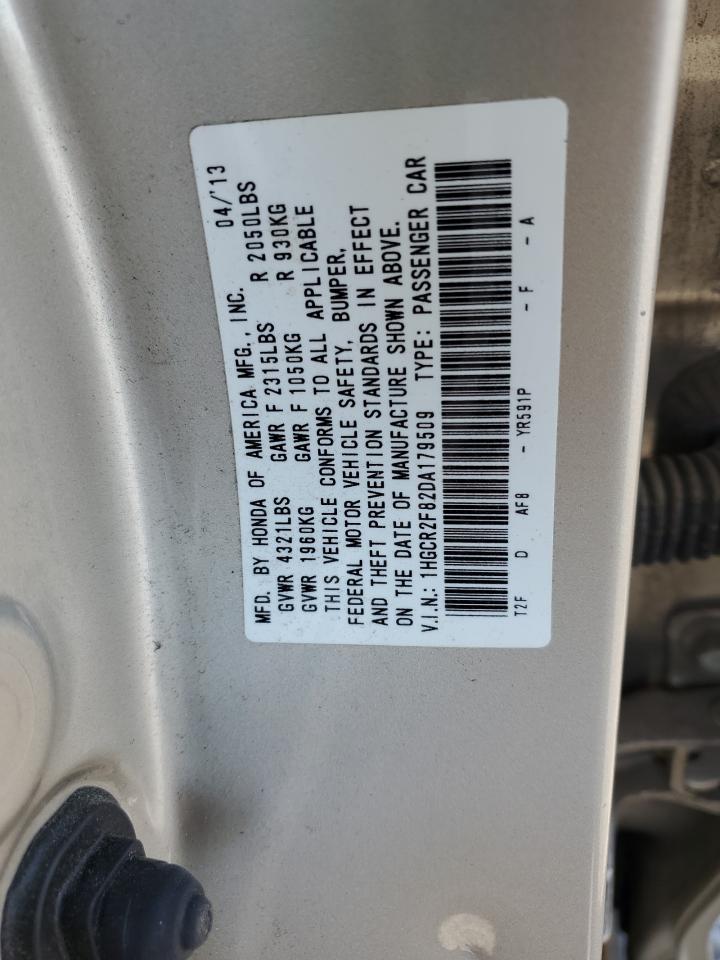 MFD. BY HONDA OF AMERICA MFG., INC. 04/'13
GVWR 4321LBS GAWR F 2315LBS R 2050LBS
GVWR 1960KG GAWR F 1050KG R 930KG
THIS VEHICLE CONFORMS TO ALL APPLICABLE
FEDERAL MOTOR VEHICLE SAFETY, BUMPER,
AND THEFT PREVENTION STANDARDS IN EFFECT
ON THE DATE OF MANUFACTURE SHOWN ABOVE.
V.I.N.: 1HGCR2F82DA179509 TYPE: PASSENGER CAR
T2F D AF8 - YR591P - F - A